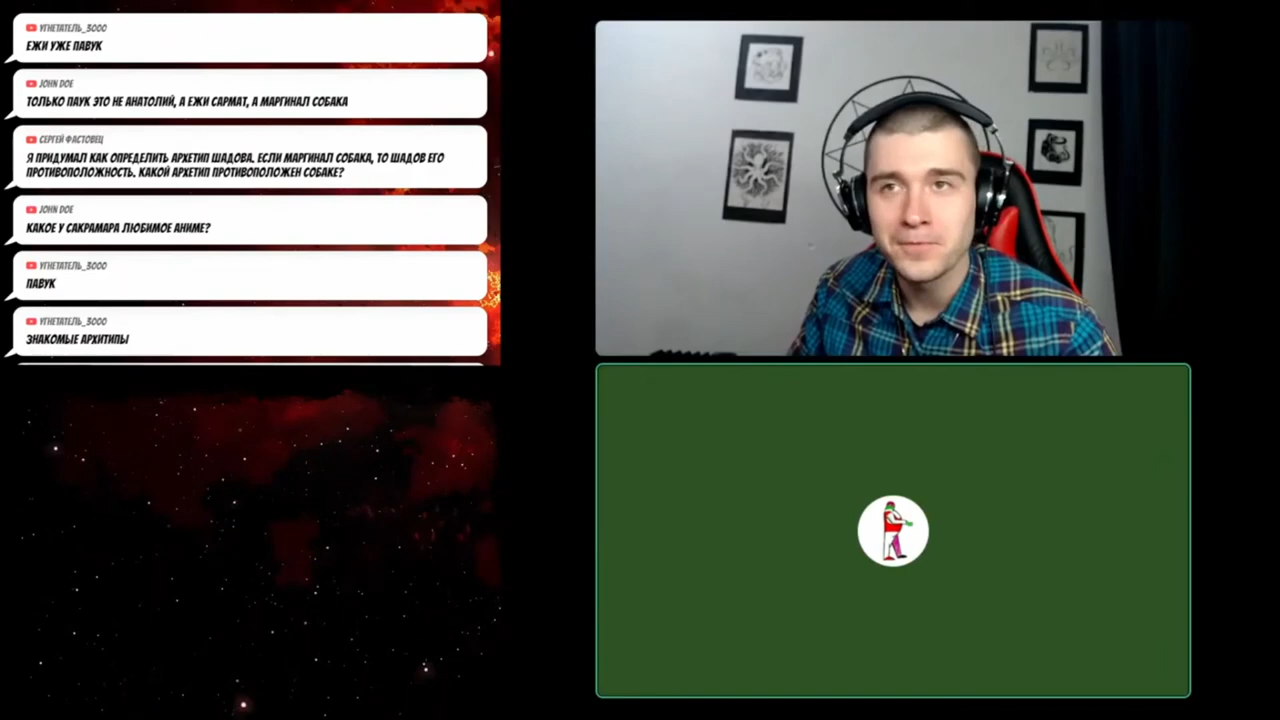 УГНЕТАТЕЛЬ_3000
ЕЖИ УЖЕ ПАВУК
JOHN DOE
ТОЛЬКО ПАУК ЭТО НЕ АНАТОЛИЙ, А ЕЖИ САРМАТ, А МАРГИНАЛ СОБАКА
СЕРГЕЙ ФАСТОВЕЦ
Я ПРИДУМАЛ КАК ОПРЕДЕЛИТЬ АРХЕТИП ШАДОВА. ЕСЛИ МАРГИНАЛ СОБАКА, ТО ШАДОВ ЕГО
ПРОТИВОПОЛОЖНОСТЬ. КАКОЙ АРХЕТИП ПРОТИВОПОЛОЖЕН СОБАКЕ?
JOHN DOE
КАКОЕ У САКРАМАРА ЛЮБИМОЕ АНИМЕ?
УГНЕТАТЕЛЬ_3000
ПАВУК
УГНЕТАТЕЛЬ_3000
ЗНАКОМЫЕ АРХИТИПЫ